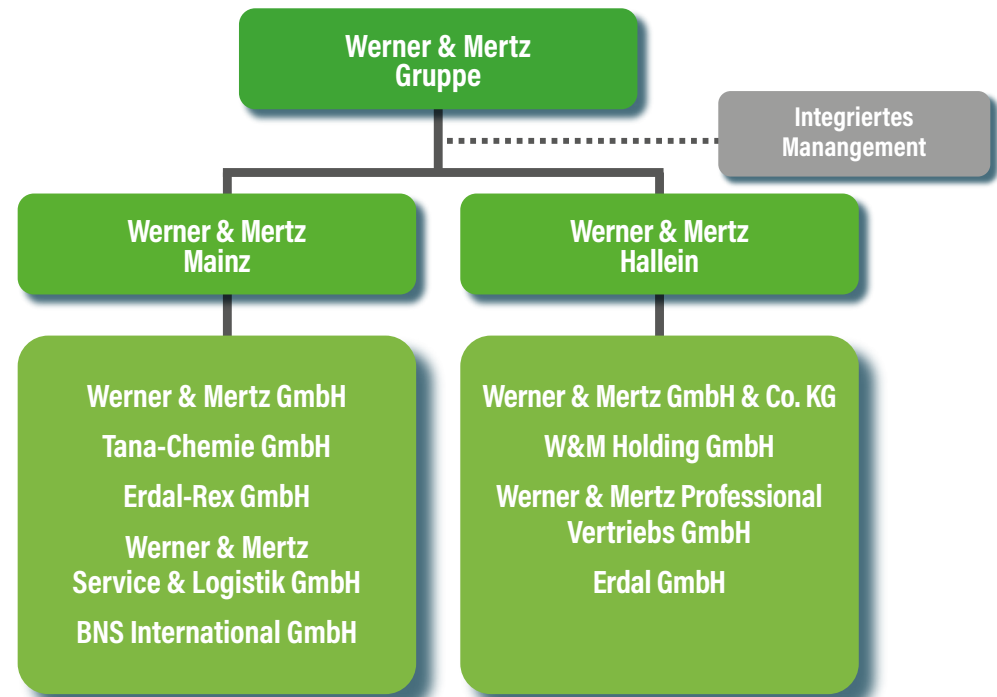 Werner & Mertz
Gruppe
Integriertes
Manangement
Werner & Mertz
Mainz
Werner & Mertz
Hallein
Werner & Mertz GmbH
Tana-Chemie GmbH
Erdal-Rex GmbH
Werner & Mertz
Service & Logistik GmbH
BNS International GmbH
Werner & Mertz GmbH & Co. KG
W&M Holding GmbH
Werner & Mertz Professional
Vertriebs GmbH
Erdal GmbH